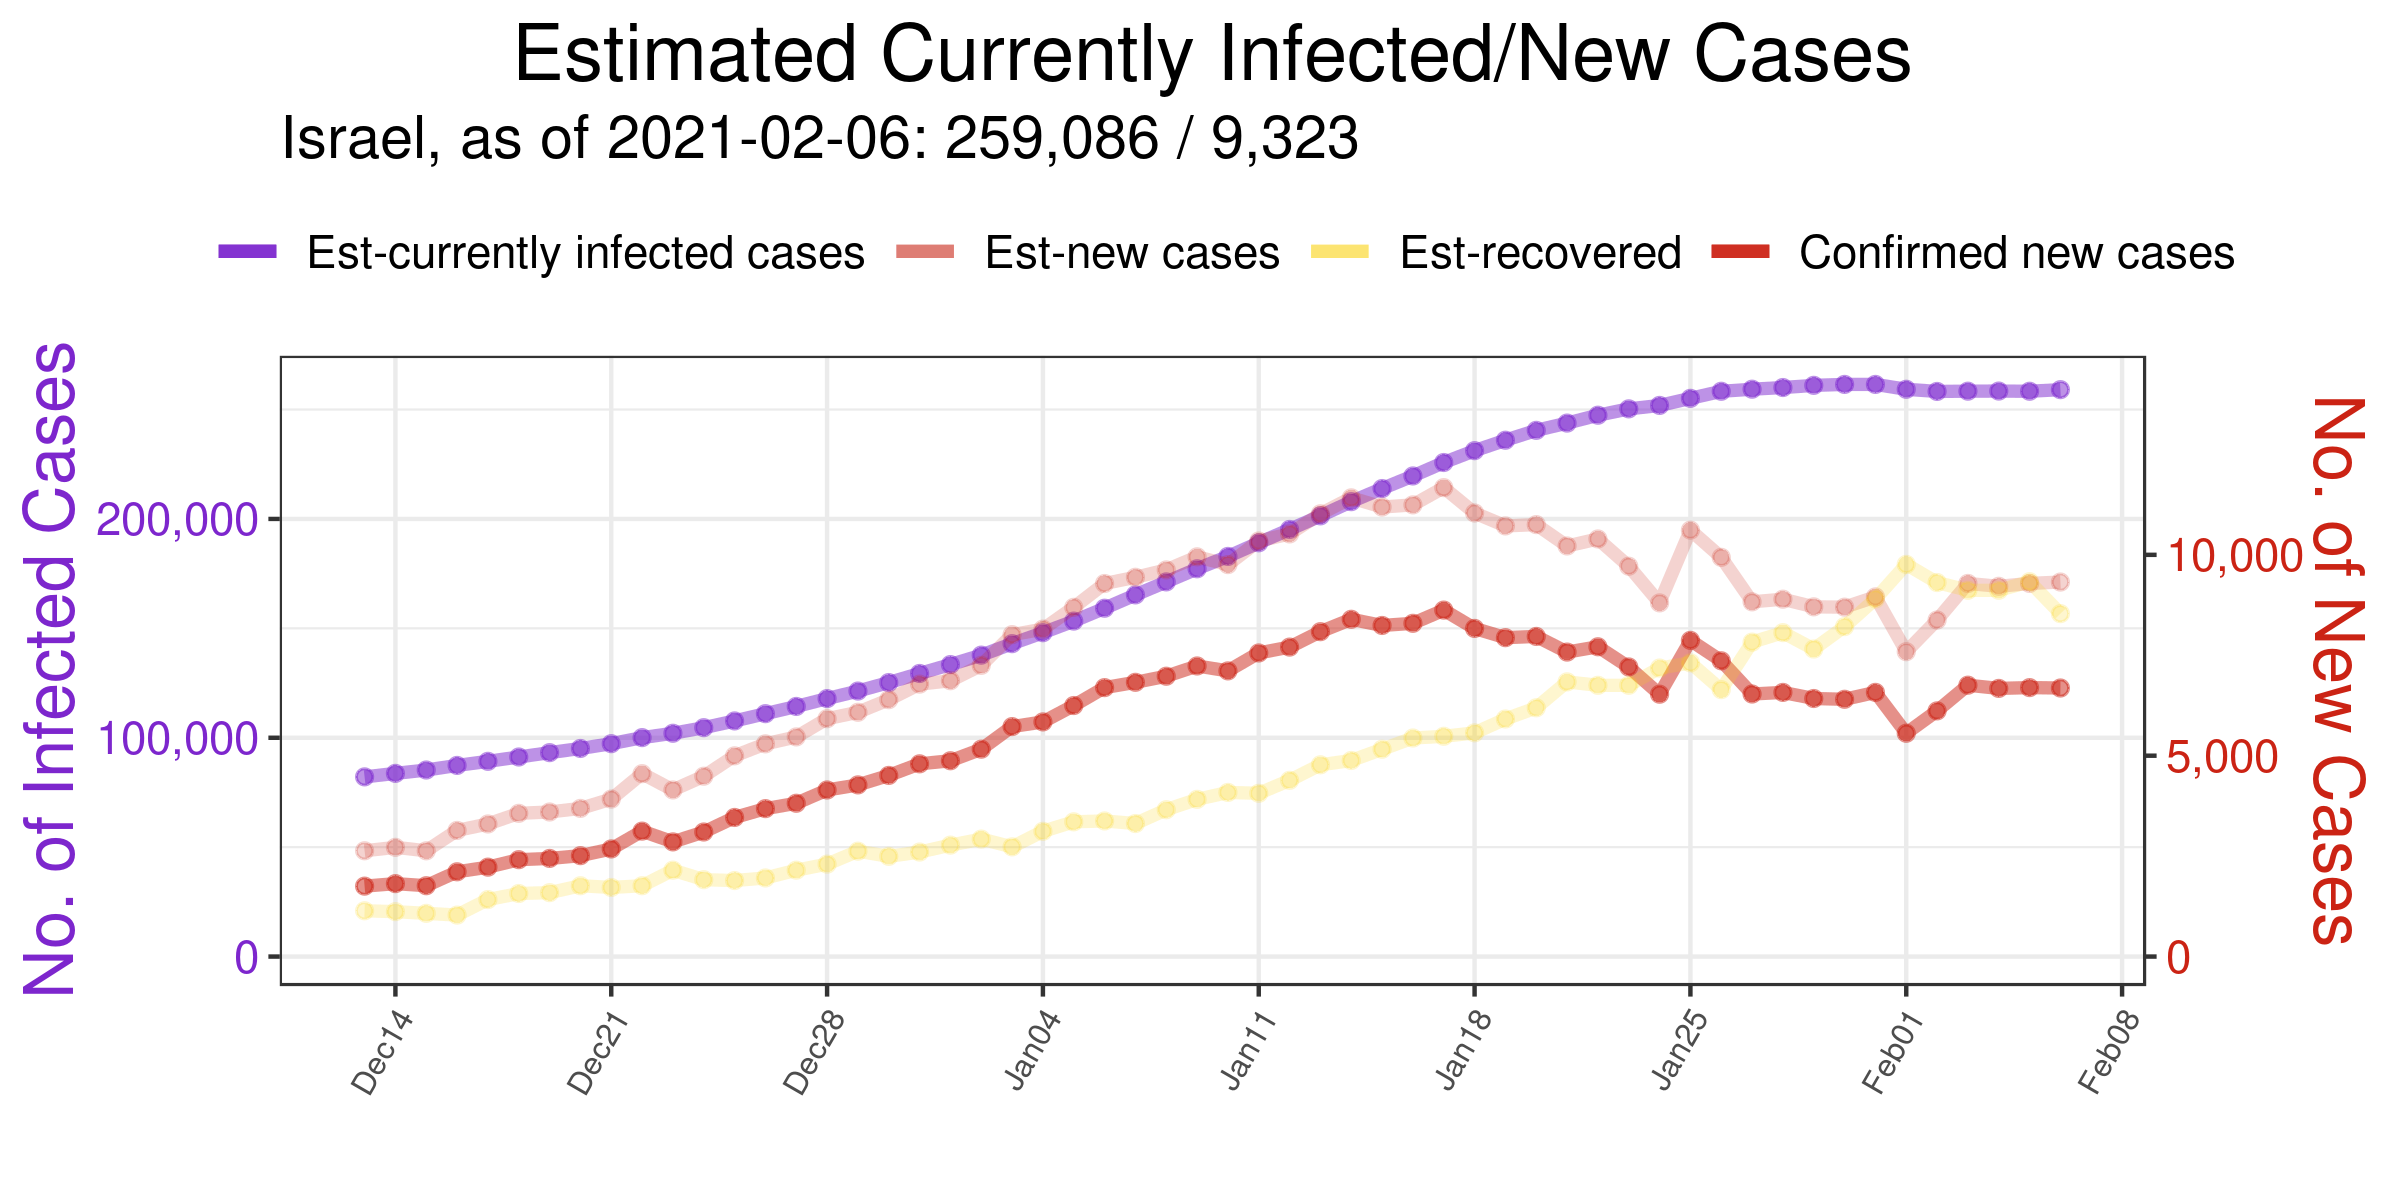 Estimated Currently Infected/New Cases
Israel, as of 2021-02-06: 259,086 / 9,323
Est-currently infected cases Est-new cases Est-recovered Confirmed new cases
No. of Infected Cases
200,000
100,000
0
10,000
5,000
0
No. of New Cases
Dec14 Dec21 Dec28 Jan04 Jan11 Jan18 Jan25 Feb01 Feb08